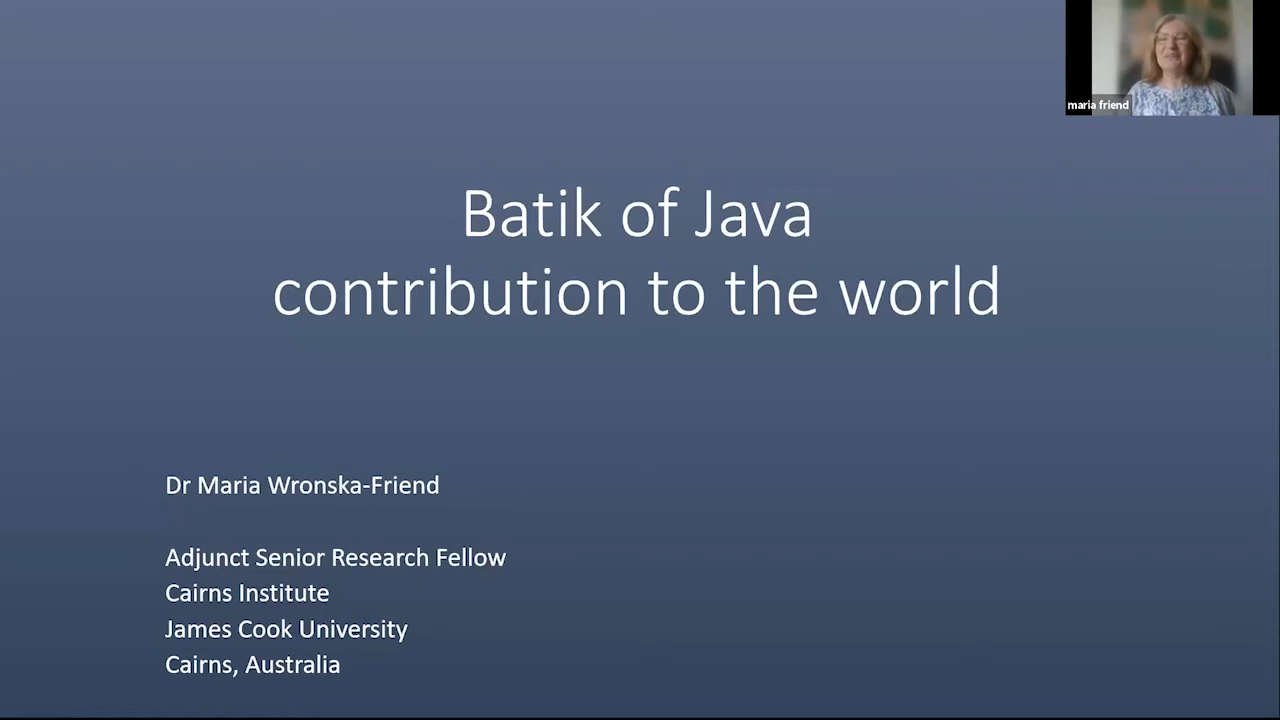 maria friend
Batik of Java
contribution to the world
Dr Maria Wronska-Friend
Adjunct Senior Research Fellow
Cairns Institute
James Cook University
Cairns, Australia